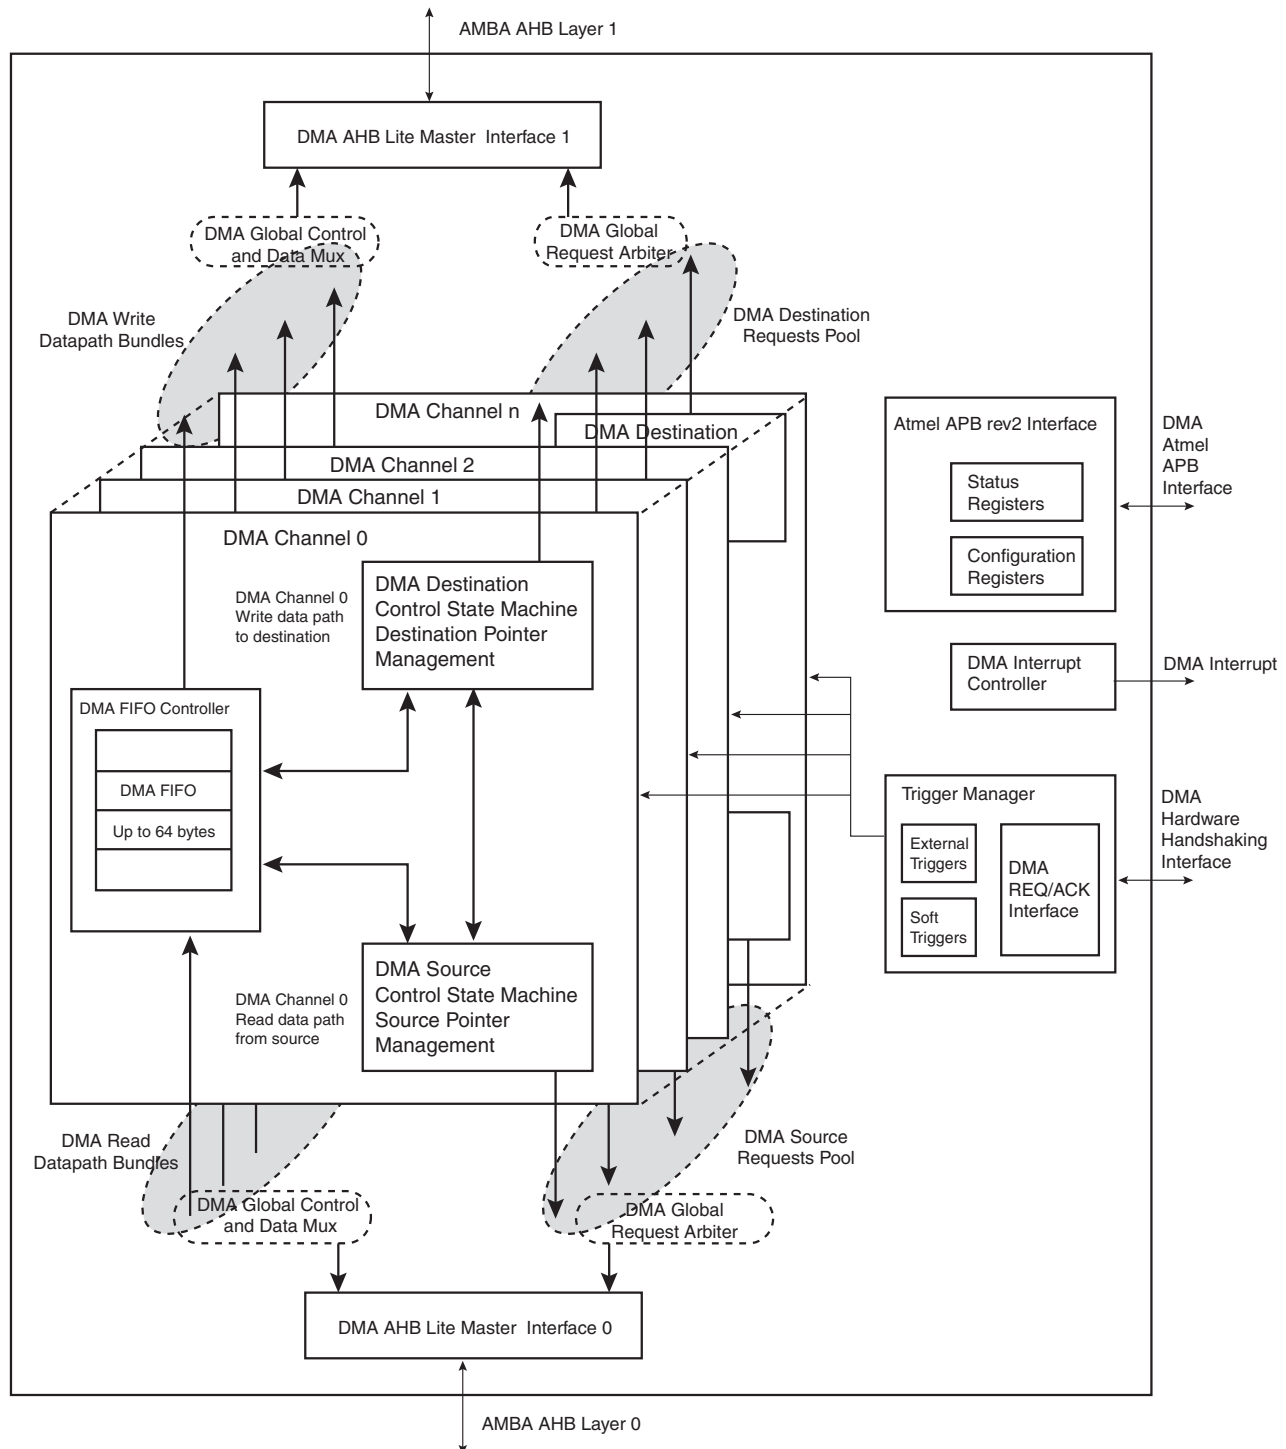 AMBA AHB Layer 1
DMA AHB Lite Master Interface 1
DMA Global Control
and Data Mux
DMA Global
Request Arbiter
DMA Write
Datapath Bundles
DMA Destination
Requests Pool
DMA Channel n
DMA Destination
DMA Channel 2
DMA Channel 1
DMA Channel 0
DMA Channel 0
Write data path
to destination
DMA Destination
Control State Machine
Destination Pointer
Management
DMA FIFO Controller
DMA FIFO
Up to 64 bytes
DMA Channel 0
Read data path
from source
DMA Source
Control State Machine
Source Pointer
Management
Atmel APB rev2 Interface
Status
Registers
Configuration
Registers
DMA
Atmel
APB
Interface
DMA Interrupt
Controller
DMA Interrupt
Trigger Manager
External
Triggers
Soft
Triggers
DMA
REQ/ACK
Interface
DMA
Hardware
Handshaking
Interface
DMA Read
Datapath Bundles
DMA Source
Requests Pool
DMA Global Control
and Data Mux
DMA Global
Request Arbiter
DMA AHB Lite Master Interface 0
AMBA AHB Layer 0